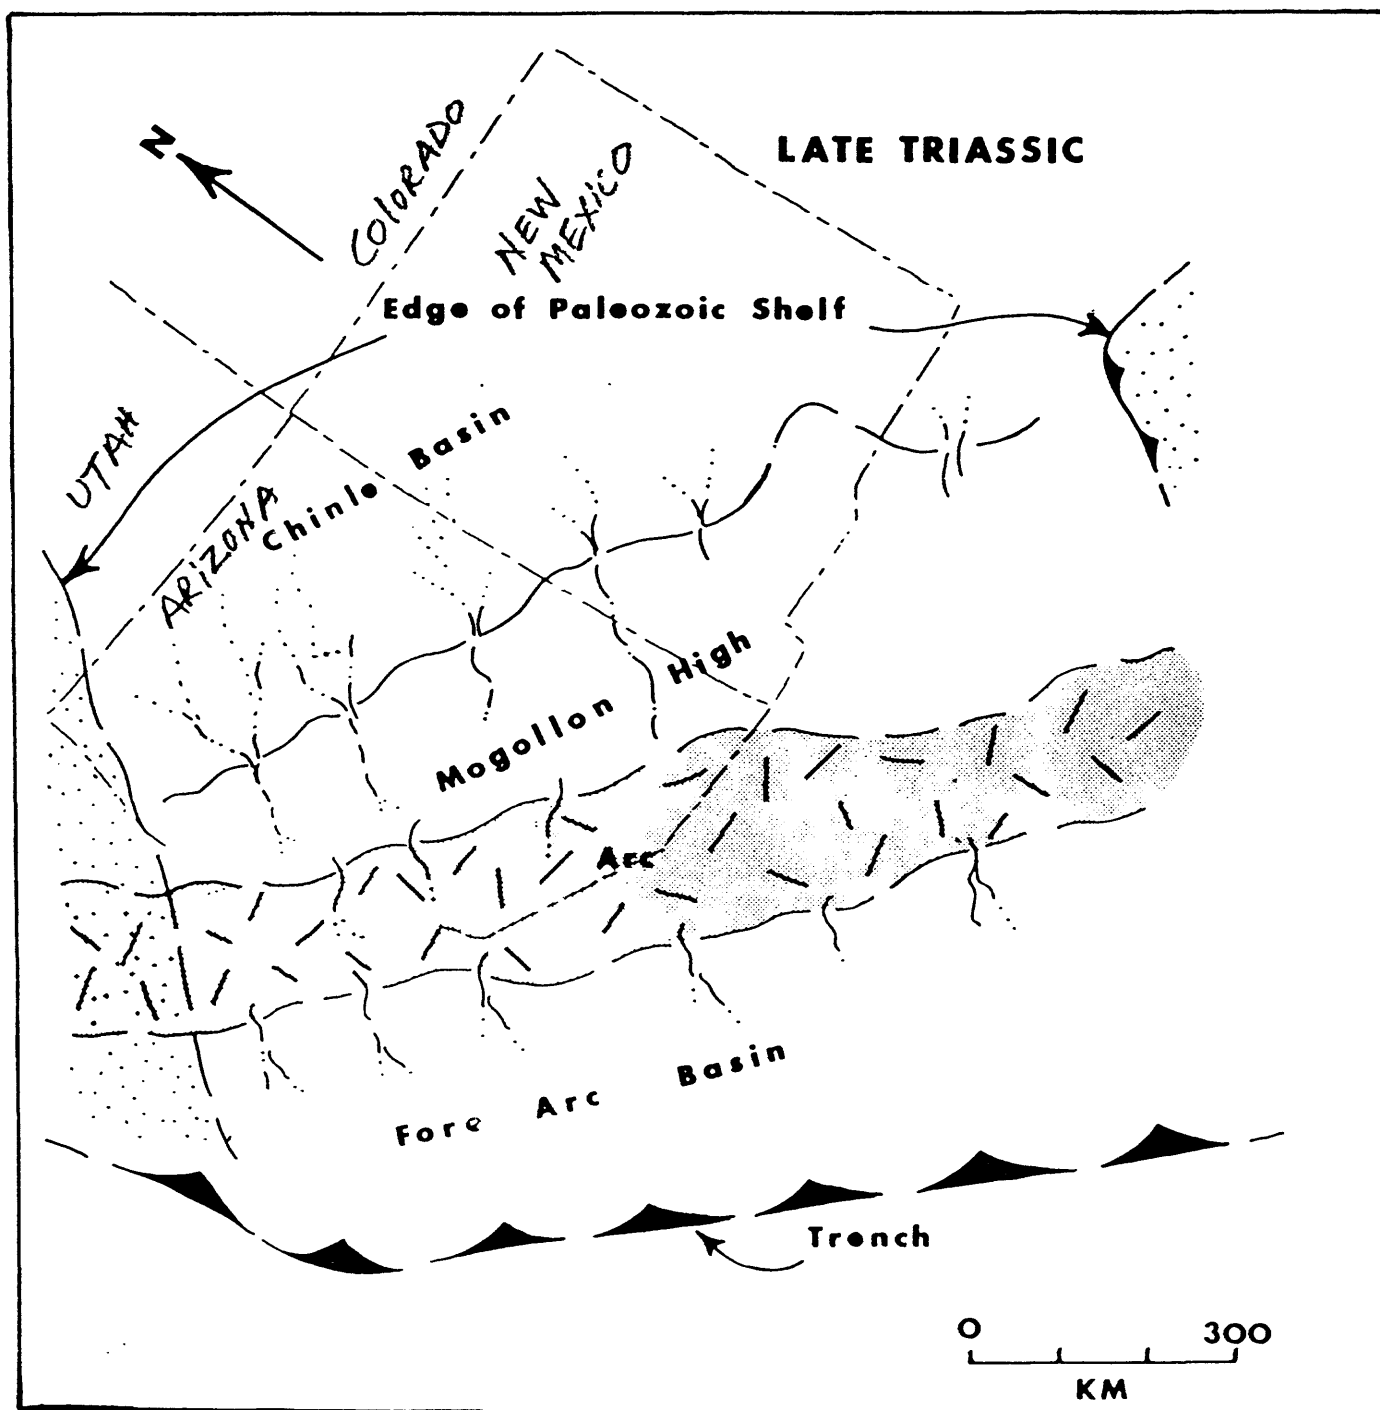 N
COLORADO
LATE TRIASSIC
NEW
MEXICO
Edge of Paleozoic Shelf
UTAH
ARIZONA
Chinle Basin
Mogollon High
Arc
Fore Arc Basin
Trench
0 300
KM